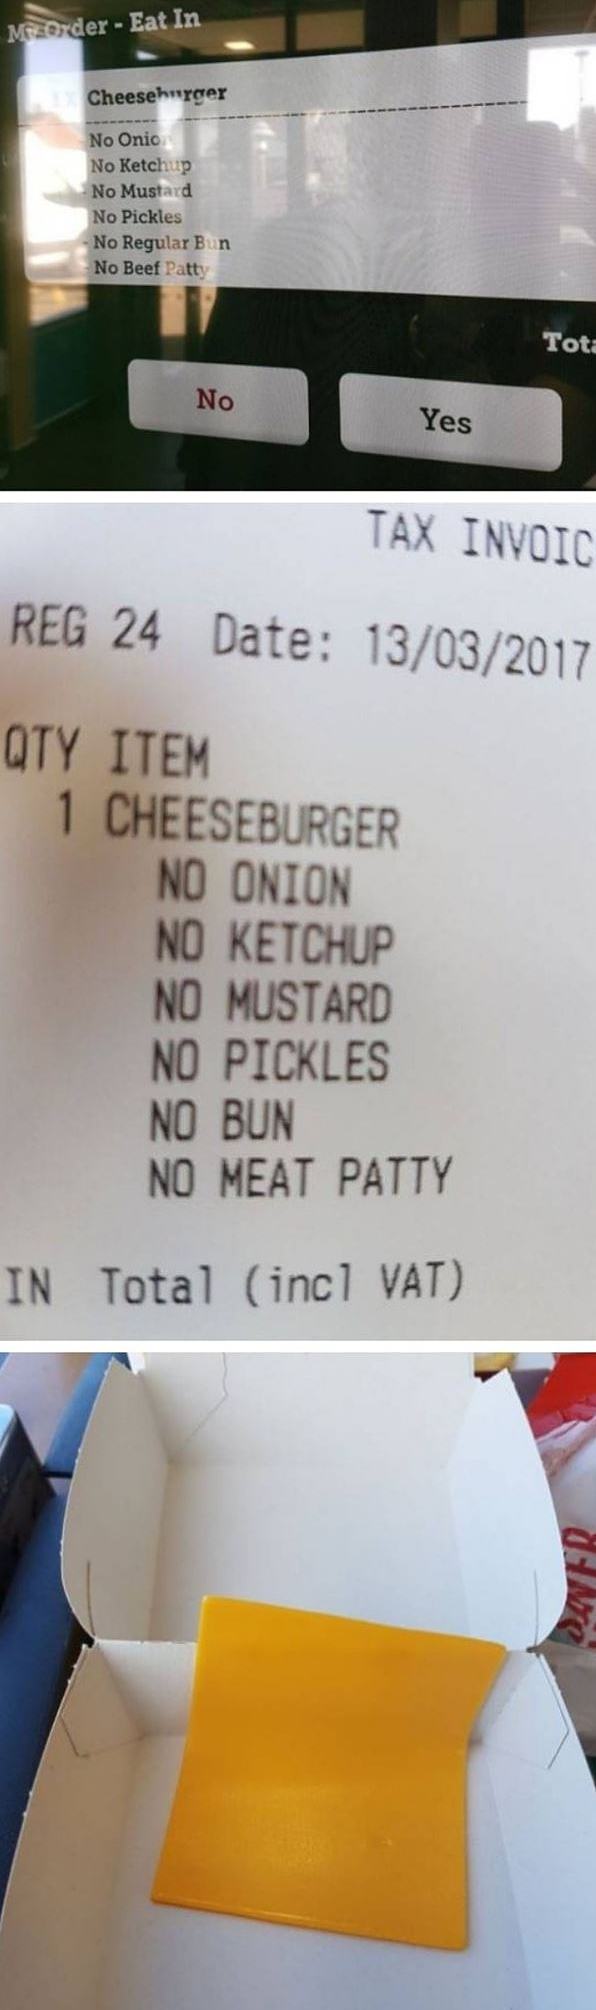 My Order - Eat In
1X Cheeseburger
- No Onion
No Ketchup
- No Mustard
No Pickles
- No Regular Bun
- No Beef Patty
Tota
No
Yes
TAX INVOIC
REG 24 Date: 13/03/2017
QTY ITEM
1 CHEESEBURGER
NO ONION
NO KETCHUP
NO MUSTARD
NO PICKLES
NO BUN
NO MEAT PATTY
IN Total (incl VAT)